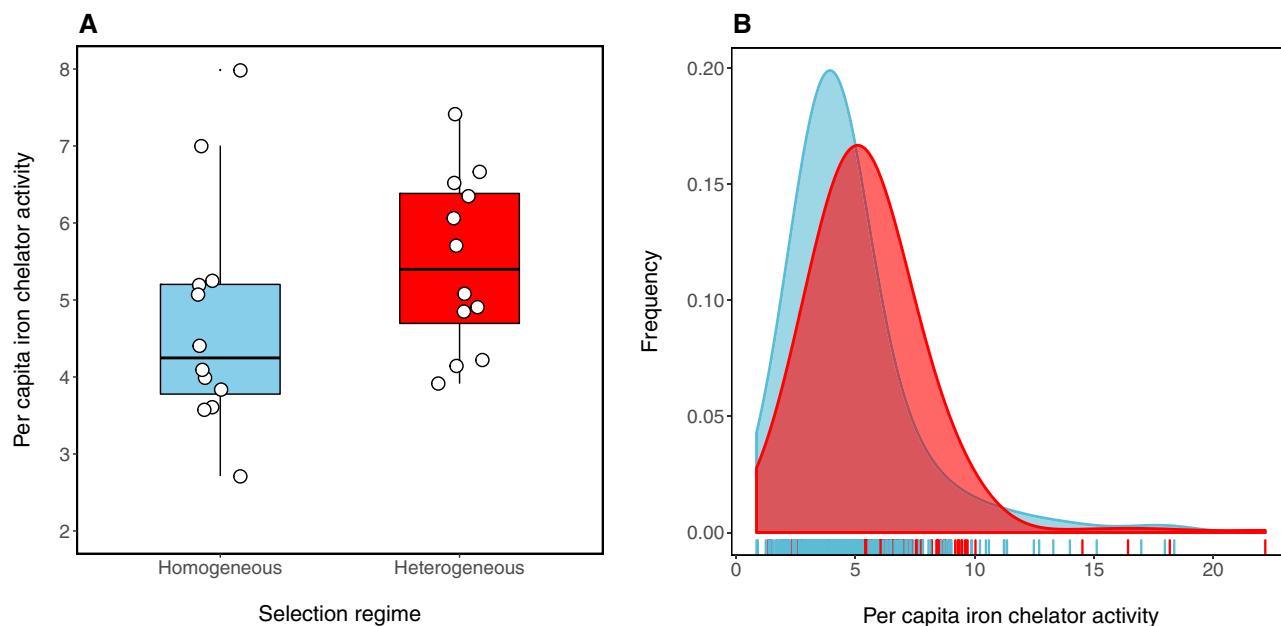 A
Per capita iron chelator activity
8
7
6
5
4
3
2
Homogeneous Heterogeneous
Selection regime
B
Frequency
0.20
0.15
0.10
0.05
0.00
0 5 10 15 20
Per capita iron chelator activity